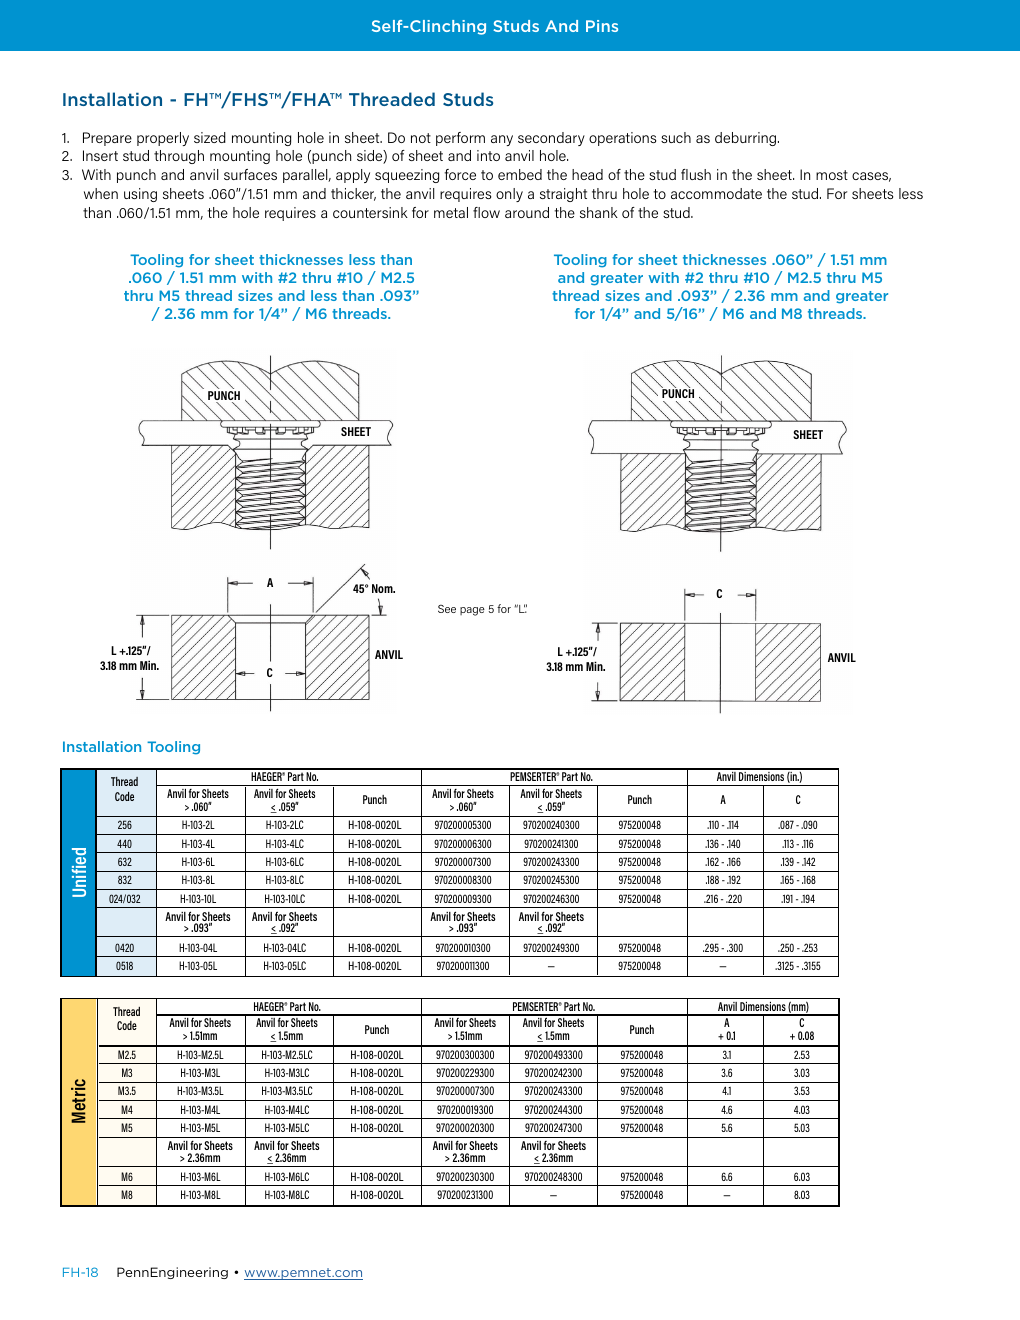 Self-Clinching Studs And Pins
Installation - FH™/FHS™/FHA™ Threaded Studs
1. Prepare properly sized mounting hole in sheet. Do not perform any secondary operations such as deburring.
2. Insert stud through mounting hole (punch side) of sheet and into anvil hole.
3. With punch and anvil surfaces parallel, apply squeezing force to embed the head of the stud flush in the sheet. In most cases,
when using sheets .060”/1.51 mm and thicker, the anvil requires only a straight thru hole to accommodate the stud. For sheets less
than .060/1.51 mm, the hole requires a countersink for metal flow around the shank of the stud.
Tooling for sheet thicknesses less than
.060 / 1.51 mm with #2 thru #10 / M2.5
thru M5 thread sizes and less than .093”
/ 2.36 mm for 1/4” / M6 threads.
Tooling for sheet thicknesses .060” / 1.51 mm
and greater with #2 thru #10 / M2.5 thru M5
thread sizes and .093” / 2.36 mm and greater
for 1/4” and 5/16” / M6 and M8 threads.
PUNCH
SHEET
PUNCH
SHEET
A
45° Nom.
C
See page 5 for “L”.
L +.125”/
3.18 mm Min.
ANVIL
C
L +.125”/
3.18 mm Min.
ANVIL
Installation Tooling
Unified
Thread Code HAEGER® Part No. PEMSERTER® Part No. Anvil Dimensions (in.)
Anvil for Sheets > .060” Anvil for Sheets < .059” Punch Anvil for Sheets > .060” Anvil for Sheets < .059” Punch A C
256 H-103-2L H-103-2LC H-108-0020L 970200005300 970200240300 975200048 .110 - .114 .087 - .090
440 H-103-4L H-103-4LC H-108-0020L 970200006300 970200241300 975200048 .136 - .140 .113 - .116
632 H-103-6L H-103-6LC H-108-0020L 970200007300 970200243300 975200048 .162 - .166 .139 - .142
832 H-103-8L H-103-8LC H-108-0020L 970200008300 970200245300 975200048 .188 - .192 .165 - .168
024/032 H-103-10L H-103-10LC H-108-0020L 970200009300 970200246300 975200048 .216 - .220 .191 - .194
Anvil for Sheets > .093” Anvil for Sheets < .092” Anvil for Sheets > .093” Anvil for Sheets < .092”
0420 H-103-04L H-103-04LC H-108-0020L 970200010300 970200249300 975200048 .295 - .300 .250 - .253
0518 H-103-05L H-103-05LC H-108-0020L 970200011300 — 975200048 — .3125 - .3155
Metric
Thread Code HAEGER® Part No. PEMSERTER® Part No. Anvil Dimensions (mm)
Anvil for Sheets > 1.51mm Anvil for Sheets < 1.5mm Punch Anvil for Sheets > 1.51mm Anvil for Sheets < 1.5mm Punch A + 0.1 C + 0.08
M2.5 H-103-M2.5L H-103-M2.5LC H-108-0020L 970200300300 970200493300 975200048 3.1 2.53
M3 H-103-M3L H-103-M3LC H-108-0020L 970200229300 970200242300 975200048 3.6 3.03
M3.5 H-103-M3.5L H-103-M3.5LC H-108-0020L 970200007300 970200243300 975200048 4.1 3.53
M4 H-103-M4L H-103-M4LC H-108-0020L 970200019300 970200244300 975200048 4.6 4.03
M5 H-103-M5L H-103-M5LC H-108-0020L 970200020300 970200247300 975200048 5.6 5.03
Anvil for Sheets > 2.36mm Anvil for Sheets < 2.36mm Anvil for Sheets > 2.36mm Anvil for Sheets < 2.36mm
M6 H-103-M6L H-103-M6LC H-108-0020L 970200230300 970200248300 975200048 6.6 6.03
M8 H-103-M8L H-103-M8LC H-108-0020L 970200231300 — 975200048 — 8.03
FH-18 PennEngineering • www.pemnet.com